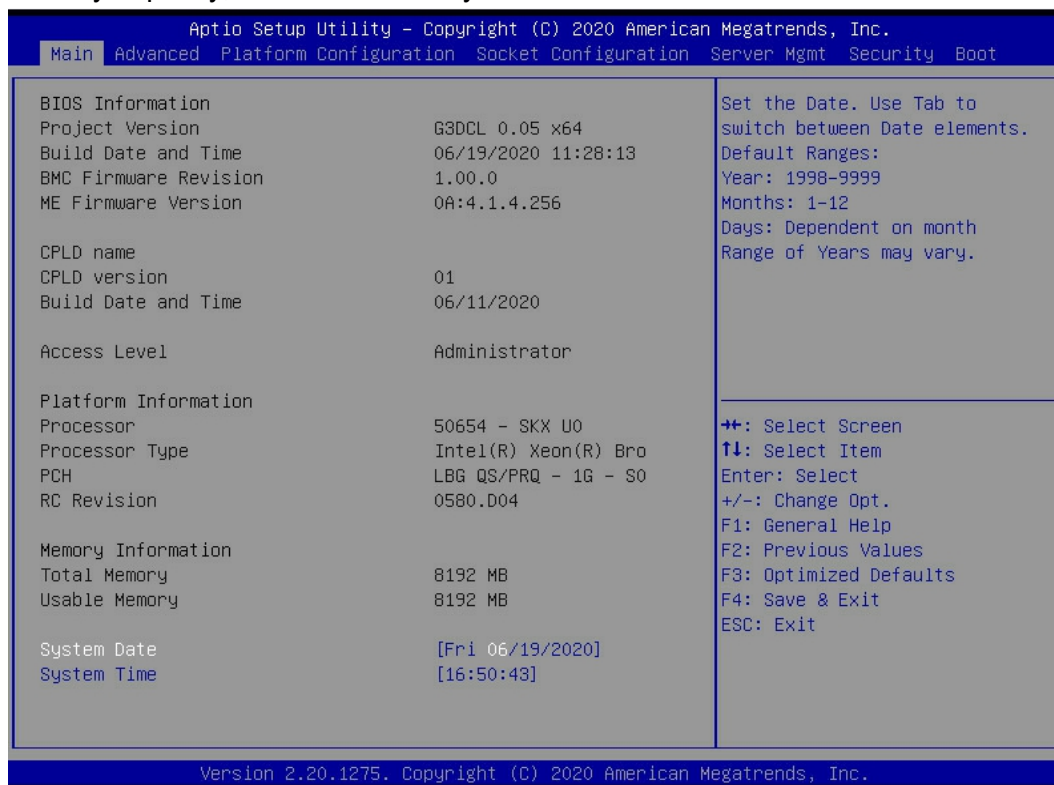 Aptio Setup Utility – Copyright (C) 2020 American Megatrends, Inc.
Main Advanced Platform Configuration Socket Configuration Server Mgmt Security Boot
BIOS Information
Project Version G3DCL 0.05 x64
Build Date and Time 06/19/2020 11:28:13
BMC Firmware Revision 1.00.0
ME Firmware Version 0A:4.1.4.256
CPLD name
CPLD version 01
Build Date and Time 06/11/2020
Access Level Administrator
Platform Information
Processor 50654 – SKX U0
Processor Type Intel(R) Xeon(R) Bro
PCH LBG QS/PRQ – 1G – S0
RC Revision 0580.D04
Memory Information
Total Memory 8192 MB
Usable Memory 8192 MB
System Date [Fri 06/19/2020]
System Time [16:50:43]
Set the Date. Use Tab to
switch between Date elements.
Default Ranges:
Year: 1998–9999
Months: 1–12
Days: Dependent on month
Range of Years may vary.
→←: Select Screen
↑↓: Select Item
Enter: Select
+/–: Change Opt.
F1: General Help
F2: Previous Values
F3: Optimized Defaults
F4: Save & Exit
ESC: Exit
Version 2.20.1275. Copyright (C) 2020 American Megatrends, Inc.